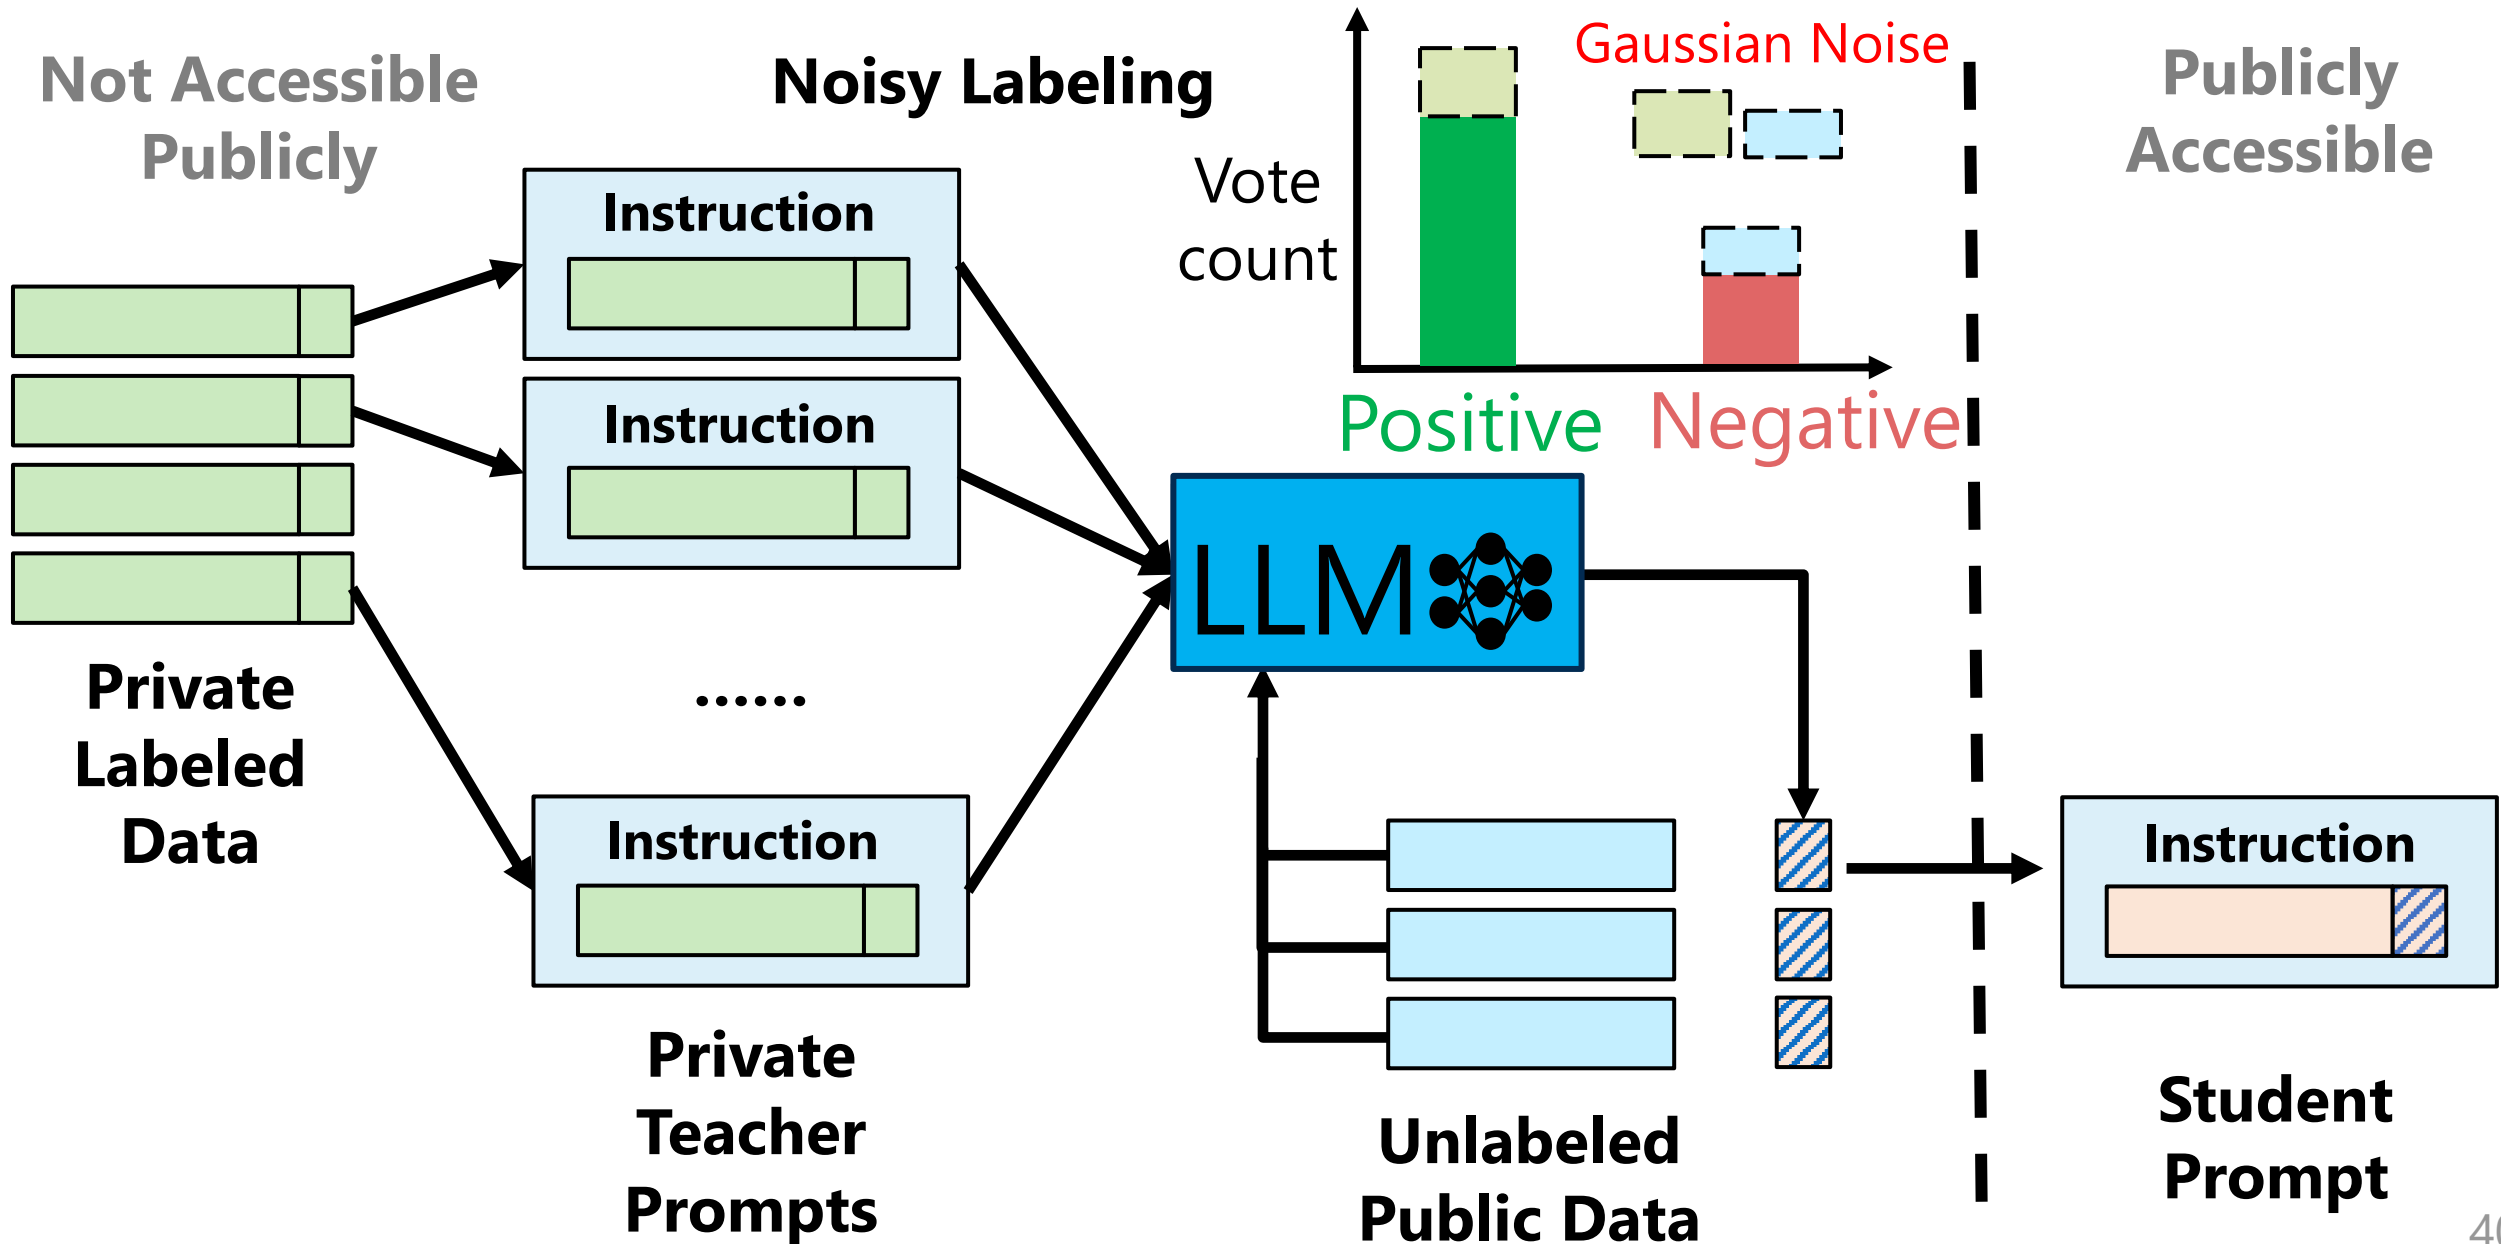 Not Accessible
Publicly
Noisy Labeling
Gaussian Noise
Publicly
Accessible
Vote
count
Positive
Negative
Instruction
Instruction
LLM
Private
Labeled
Data
......
Instruction
Instruction
Private
Teacher
Prompts
Unlabeled
Public Data
Student
Prompt